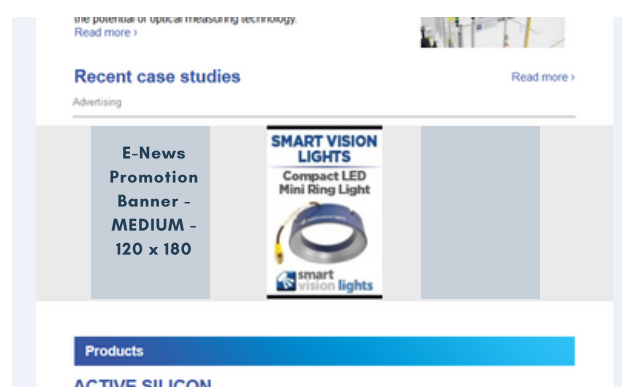 the potential of optical measuring technology.
Read more ›
Recent case studies
Read more ›
Advertising
E-News
Promotion
Banner -
MEDIUM -
120 x 180
SMART VISION
LIGHTS
Compact LED
Mini Ring Light
smart
vision lights
Products
ACTIVE SILICON